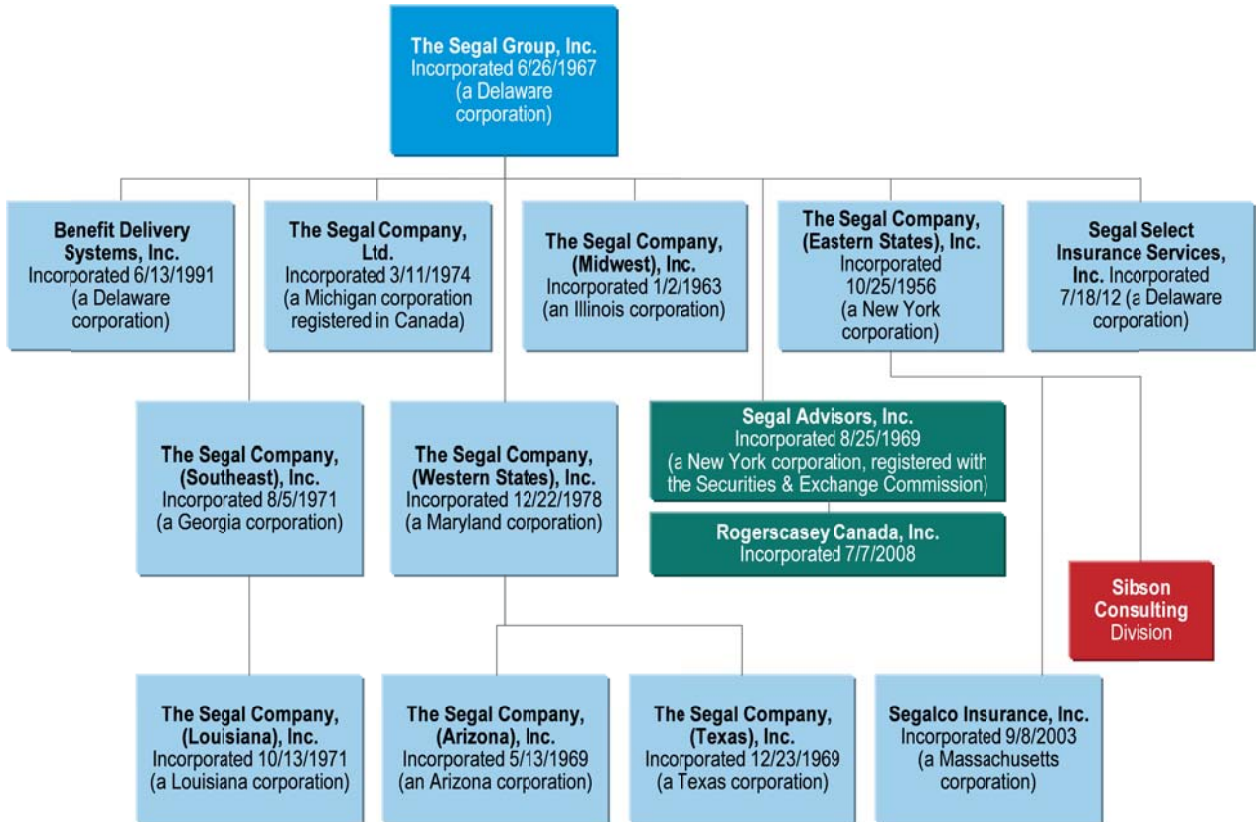 The Segal Group, Inc.
Incorporated 6/26/1967
(a Delaware
corporation)
Benefit Delivery
Systems, Inc.
Incorporated 6/13/1991
(a Delaware
corporation)
The Segal Company,
Ltd.
Incorporated 3/11/1974
(a Michigan corporation
registered in Canada)
The Segal Company,
(Midwest), Inc.
Incorporated 1/2/1963
(an Illinois corporation)
The Segal Company,
(Eastern States), Inc.
Incorporated
10/25/1956
(a New York
corporation)
Segal Select
Insurance Services,
Inc. Incorporated
7/18/12 (a Delaware
corporation)
The Segal Company,
(Southeast), Inc.
Incorporated 8/5/1971
(a Georgia corporation)
The Segal Company,
(Western States), Inc.
Incorporated 12/22/1978
(a Maryland corporation)
Segal Advisors, Inc.
Incorporated 8/25/1969
(a New York corporation, registered with
the Securities & Exchange Commission)
Rogerscasey Canada, Inc.
Incorporated 7/7/2008
Sibson
Consulting
Division
The Segal Company,
(Louisiana), Inc.
Incorporated 10/13/1971
(a Louisiana corporation)
The Segal Company,
(Arizona), Inc.
Incorporated 5/13/1969
(an Arizona corporation)
The Segal Company,
(Texas), Inc.
Incorporated 12/23/1969
(a Texas corporation)
Segalco Insurance, Inc.
Incorporated 9/8/2003
(a Massachusetts
corporation)